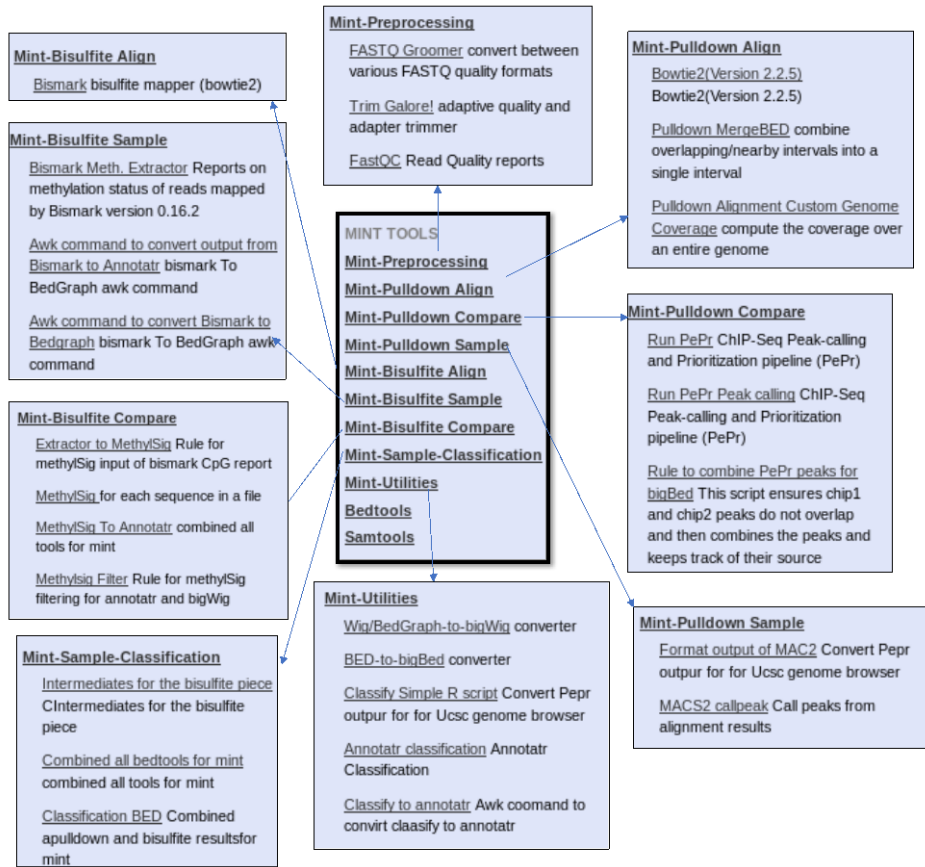 Mint-Bisulfite Align
Bismark bisulfite mapper (bowtie2)
Mint-Bisulfite Sample
Bismark Meth. Extractor Reports on
methylation status of reads mapped
by Bismark version 0.16.2
Awk command to convert output from
Bismark to Annotatr bismark To
BedGraph awk command
Awk command to convert Bismark to
Bedgraph bismark To BedGraph awk
command
Mint-Bisulfite Compare
Extractor to MethylSig Rule for
methylSig input of bismark CpG report
MethylSig for each sequence in a file
MethylSig To Annotatr combined all
tools for mint
Methylsig Filter Rule for methylSig
filtering for annotatr and bigWig
Mint-Sample-Classification
Intermediates for the bisulfite piece
CIntermediates for the bisulfite
piece
Combined all bedtools for mint
combined all tools for mint
Classification BED Combined
apulldown and bisulfite resultsfor
mint
Mint-Preprocessing
FASTQ Groomer convert between
various FASTQ quality formats
Trim Galore! adaptive quality and
adapter trimmer
FastQC Read Quality reports
MINT TOOLS
Mint-Preprocessing
Mint-Pulldown Align
Mint-Pulldown Compare
Mint-Pulldown Sample
Mint-Bisulfite Align
Mint-Bisulfite Sample
Mint-Bisulfite Compare
Mint-Sample-Classification
Mint-Utilities
Bedtools
Samtools
Mint-Utilities
Wig/BedGraph-to-bigWig converter
BED-to-bigBed converter
Classify Simple R script Convert Pepr
outpur for for Ucsc genome browser
Annotatr classification Annotatr
Classification
Classify to annotatr Awk coomand to
convirt claasify to annotatr
Mint-Pulldown Align
Bowtie2(Version 2.2.5)
Bowtie2(Version 2.2.5)
Pulldown MergeBED combine
overlapping/nearby intervals into a
single interval
Pulldown Alignment Custom Genome
Coverage compute the coverage over
an entire genome
Mint-Pulldown Compare
Run PePr ChIP-Seq Peak-calling
and Prioritization pipeline (PePr)
Run PePr Peak calling ChIP-Seq
Peak-calling and Prioritization
pipeline (PePr)
Rule to combine PePr peaks for
bigBed This script ensures chip1
and chip2 peaks do not overlap
and then combines the peaks and
keeps track of their source
Mint-Pulldown Sample
Format output of MAC2 Convert Pepr
outpur for for Ucsc genome browser
MACS2 callpeak Call peaks from
alignment results